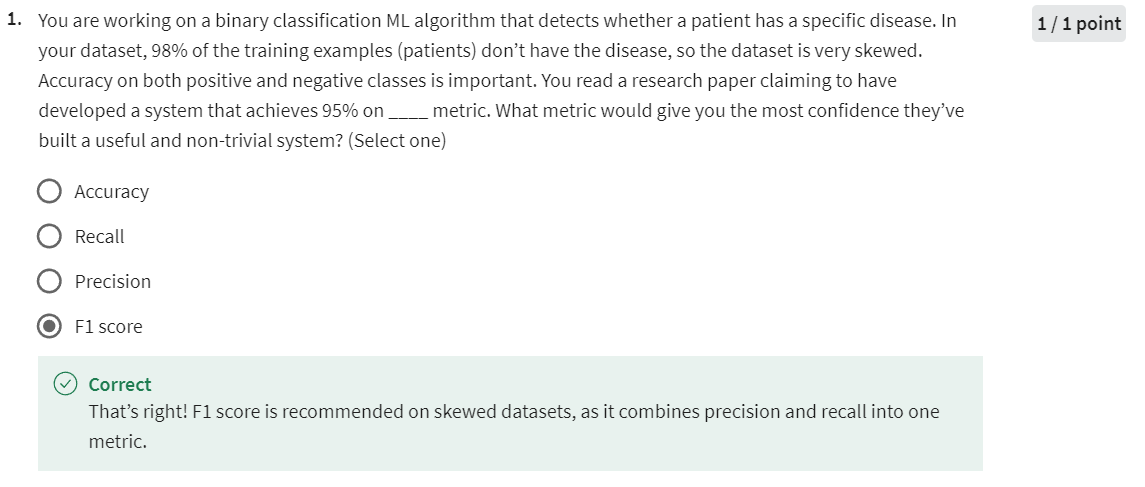 1. You are working on a binary classification ML algorithm that detects whether a patient has a specific disease. In 1 / 1 point
your dataset, 98% of the training examples (patients) don’t have the disease, so the dataset is very skewed.
Accuracy on both positive and negative classes is important. You read a research paper claiming to have
developed a system that achieves 95% on ____ metric. What metric would give you the most confidence they’ve
built a useful and non-trivial system? (Select one)
Accuracy
Recall
Precision
F1 score
Correct
That’s right! F1 score is recommended on skewed datasets, as it combines precision and recall into one
metric.